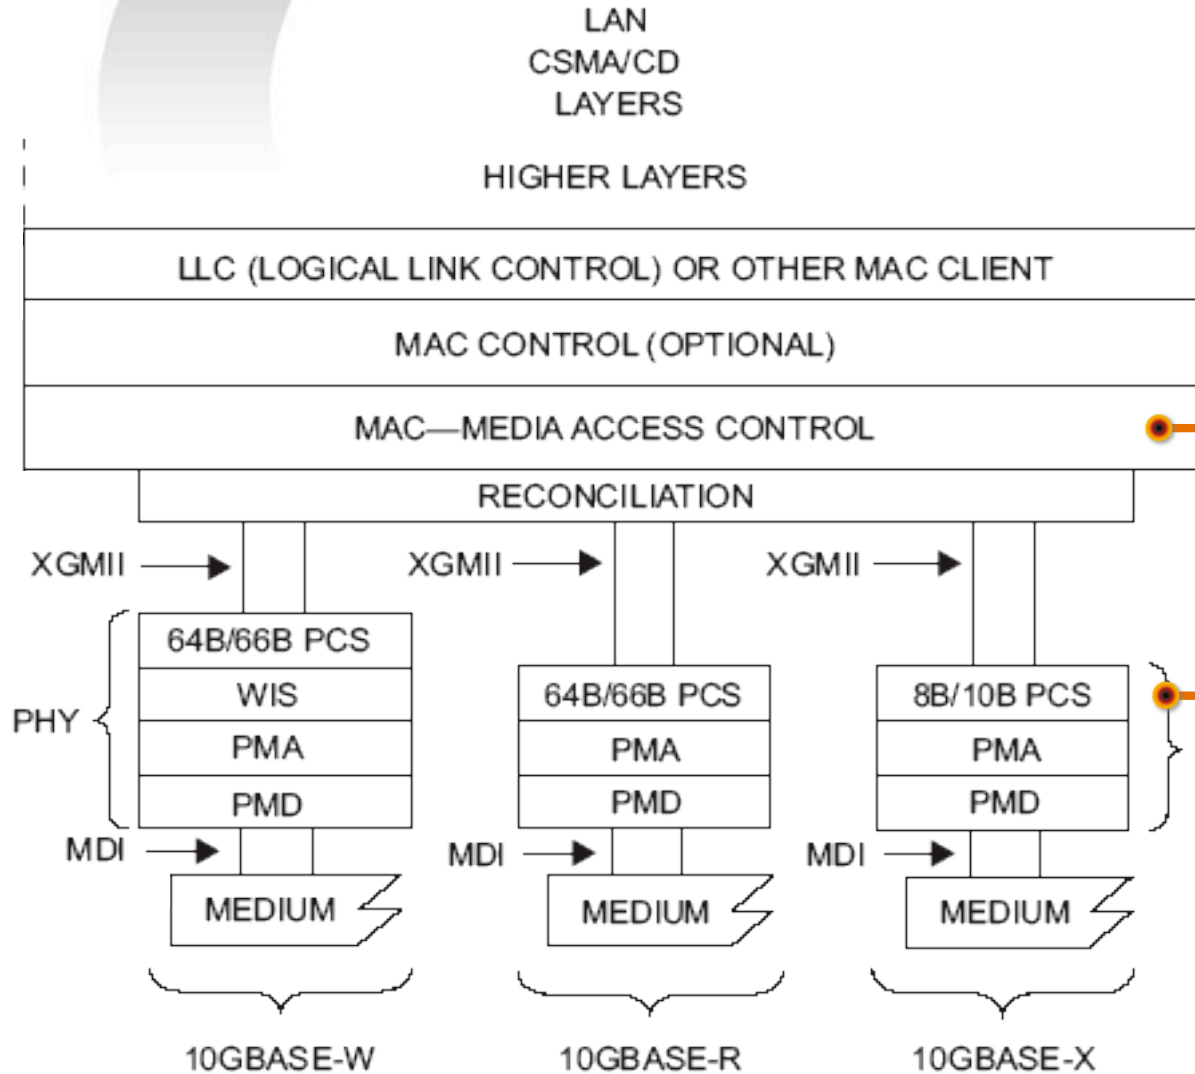 LAN
CSMA/CD
LAYERS
HIGHER LAYERS
LLC (LOGICAL LINK CONTROL) OR OTHER MAC CLIENT
MAC CONTROL (OPTIONAL)
MAC—MEDIA ACCESS CONTROL
RECONCILIATION
XGMII
XGMII
XGMII
PHY
64B/66B PCS
WIS
PMA
PMD
64B/66B PCS
PMA
PMD
8B/10B PCS
PMA
PMD
MDI
MDI
MDI
MEDIUM
MEDIUM
MEDIUM
10GBASE-W
10GBASE-R
10GBASE-X